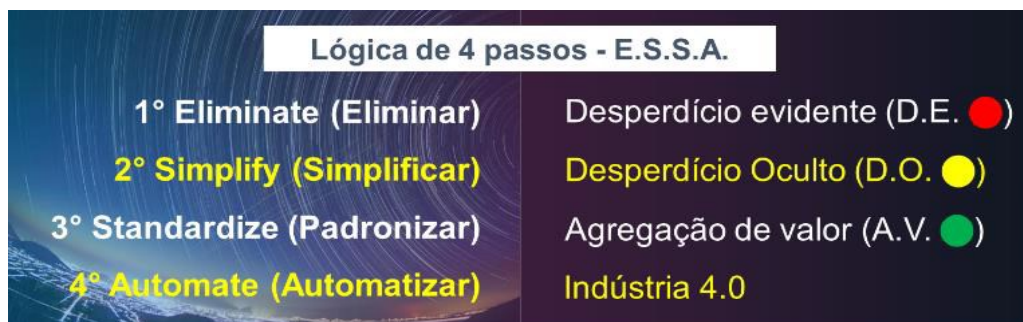 Lógica de 4 passos - E.S.S.A.
1° Eliminate (Eliminar)
Desperdício evidente (D.E. )
2° Simplify (Simplificar)
Desperdício Oculto (D.O. )
3° Standardize (Padronizar)
Agregação de valor (A.V. )
4° Automate (Automatizar)
Indústria 4.0